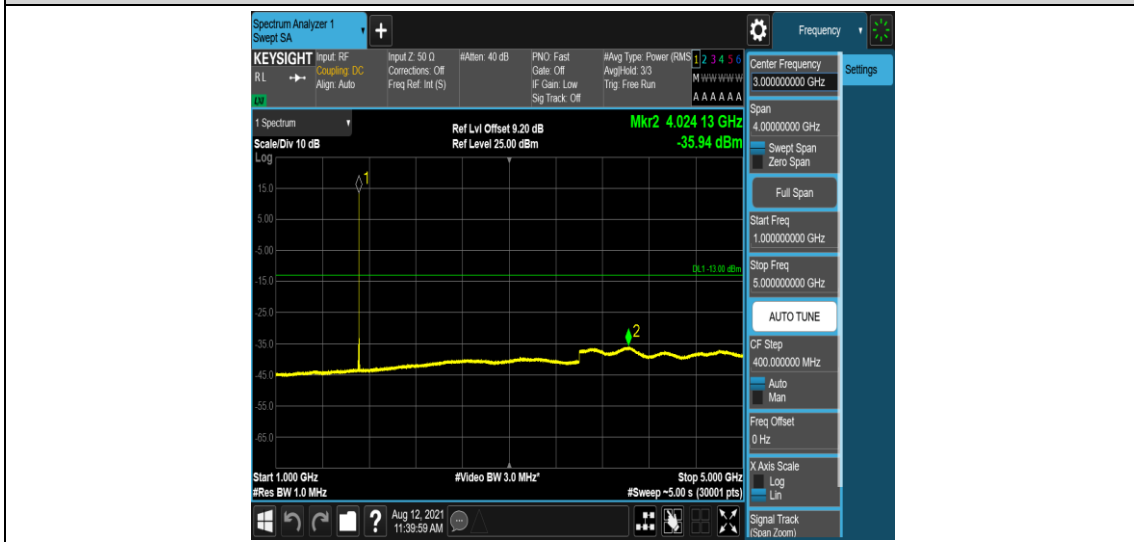 Spectrum Analyzer 1
Swept SA
+
Frequency
KEYSIGHT
RL
LXI
Input: RF
Coupling: DC
Align: Auto
Input Z: 50 Ω
Corrections: Off
Freq Ref: Int (S)
#Atten: 40 dB
PNO: Fast
Gate: Off
IF Gain: Low
Sig Track: Off
#Avg Type: Power (RMS
Avg|Hold: 3/3
Trig: Free Run
1 2 3 4 5 6
M W W W W W
A A A A A A
1 Spectrum
Scale/Div 10 dB
Log
Ref Lvl Offset 9.20 dB
Ref Level 25.00 dBm
Mkr2 4.024 13 GHz
-35.94 dBm
1
15.0
5.00
-5.00
DL1 -13.00 dBm
-15.0
-25.0
2
-35.0
-45.0
-55.0
-65.0
Start 1.000 GHz
#Res BW 1.0 MHz
#Video BW 3.0 MHz*
Stop 5.000 GHz
#Sweep ~5.00 s (30001 pts)
Center Frequency
3.000000000 GHz
Settings
Span
4.00000000 GHz
Swept Span
Zero Span
Full Span
Start Freq
1.000000000 GHz
Stop Freq
5.000000000 GHz
AUTO TUNE
CF Step
400.000000 MHz
Auto
Man
Freq Offset
0 Hz
X Axis Scale
Log
Lin
Signal Track
(Span Zoom)
?
Aug 12, 2021
11:39:59 AM